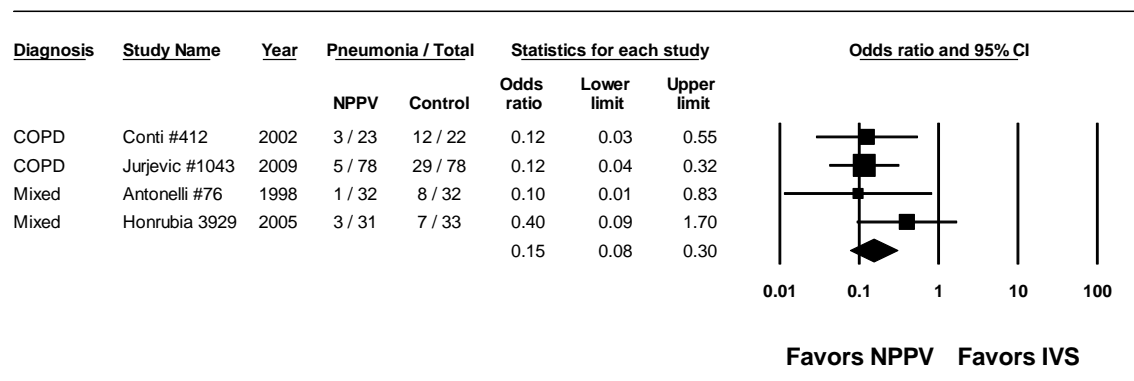 Diagnosis Study Name Year Pneumonia / Total Statistics for each study Odds ratio and 95% CI
NPPV Control Odds ratio Lower limit Upper limit
COPD Conti #412 2002 3 / 23 12 / 22 0.12 0.03 0.55
COPD Jurjevic #1043 2009 5 / 78 29 / 78 0.12 0.04 0.32
Mixed Antonelli #76 1998 1 / 32 8 / 32 0.10 0.01 0.83
Mixed Honrubia 3929 2005 3 / 31 7 / 33 0.40 0.09 1.70
0.15 0.08 0.30
0.01 0.1 1 10 100
Favors NPPV Favors IVS